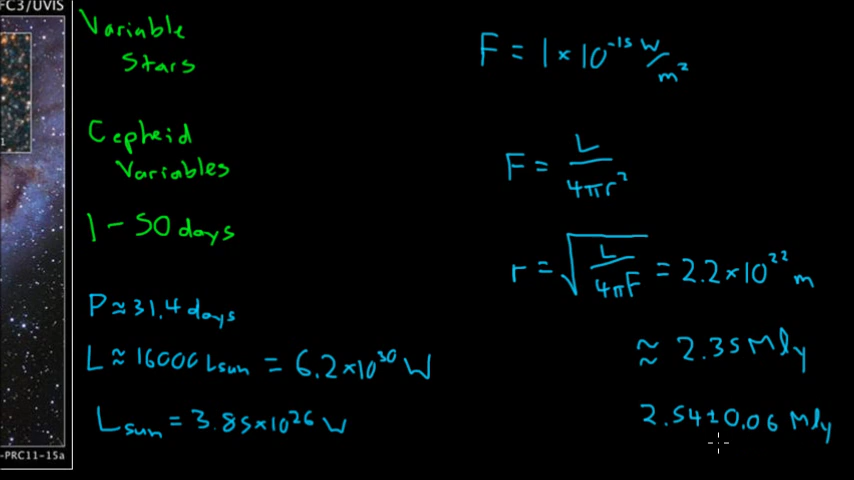 FC3/UVIS
1
-PRC11-15a
Variable
Stars
Cepheid
Variables
1 - 50 days
P ≈ 31.4 days
L ≈ 16000 Lsun = 6.2×10³⁰ W
Lsun = 3.85×10²⁶ W
F = 1×10⁻¹⁵ W/m²
F = L/4πr²
r = √(L/4πF) = 2.2×10²² m
≈ 2.35 Mly
2.54±0.06 Mly